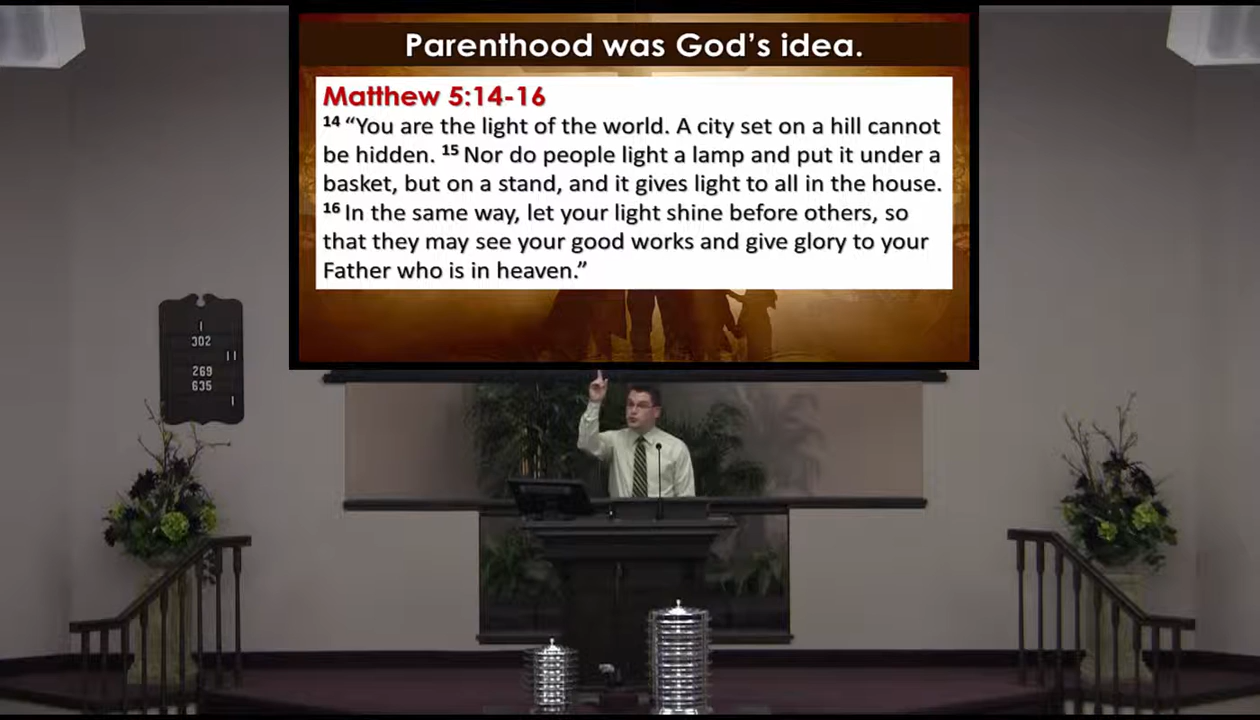 Parenthood was God's idea.
Matthew 5:14-16
14 “You are the light of the world. A city set on a hill cannot
be hidden. 15 Nor do people light a lamp and put it under a
basket, but on a stand, and it gives light to all in the house.
16 In the same way, let your light shine before others, so
that they may see your good works and give glory to your
Father who is in heaven.”
I
302
II
269
635
I